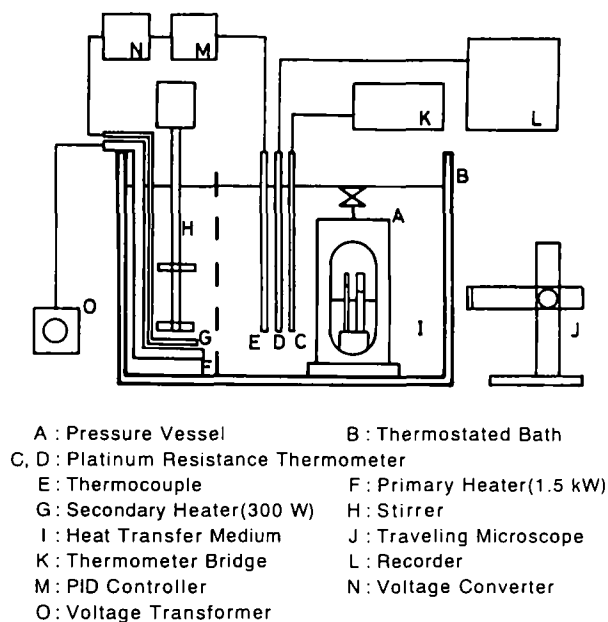 N
M
K
L
B
H
A
O
G
F
E
D
C
I
J
A : Pressure Vessel
B : Thermostated Bath
C, D : Platinum Resistance Thermometer
E : Thermocouple
F : Primary Heater(1.5 kW)
G : Secondary Heater(300 W)
H : Stirrer
I : Heat Transfer Medium
J : Traveling Microscope
K : Thermometer Bridge
L : Recorder
M : PID Controller
N : Voltage Converter
O : Voltage Transformer